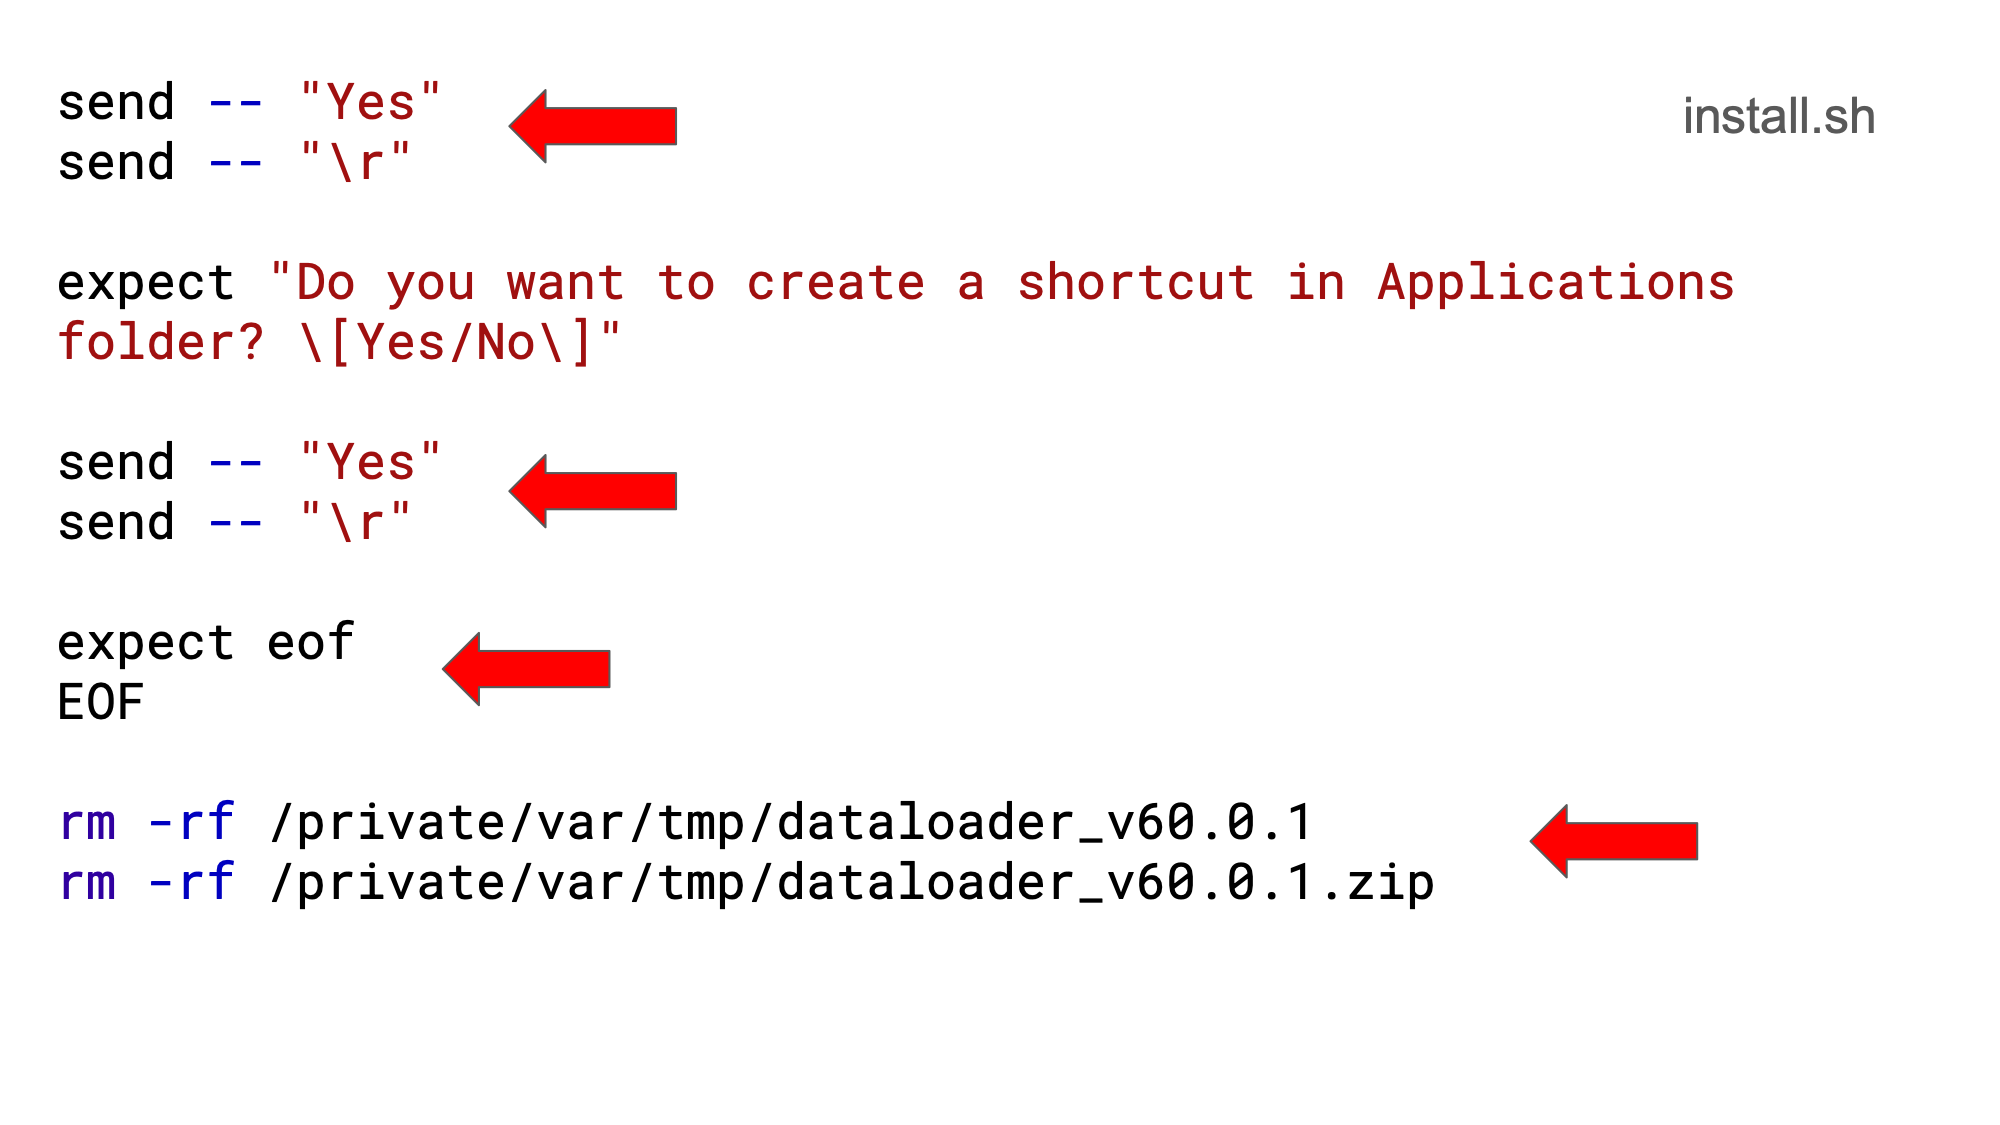 send -- "Yes"
install.sh
send -- "\r"
expect "Do you want to create a shortcut in Applications
folder? \[Yes/No\]"
send -- "Yes"
send -- "\r"
expect eof
EOF
rm -rf /private/var/tmp/dataloader_v60.0.1
rm -rf /private/var/tmp/dataloader_v60.0.1.zip